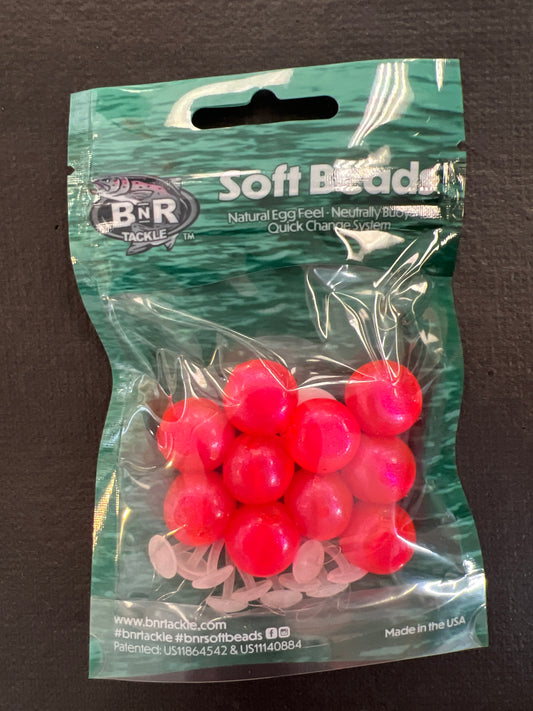 Soft Beads
BNR
TACKLE™
Natural Egg Feel · Neutrally Buoyant
Quick Change System
www.bnrtackle.com
#bnrtackle #bnrsoftbeads
Patented: US11864542 & US11140884
Made in the USA